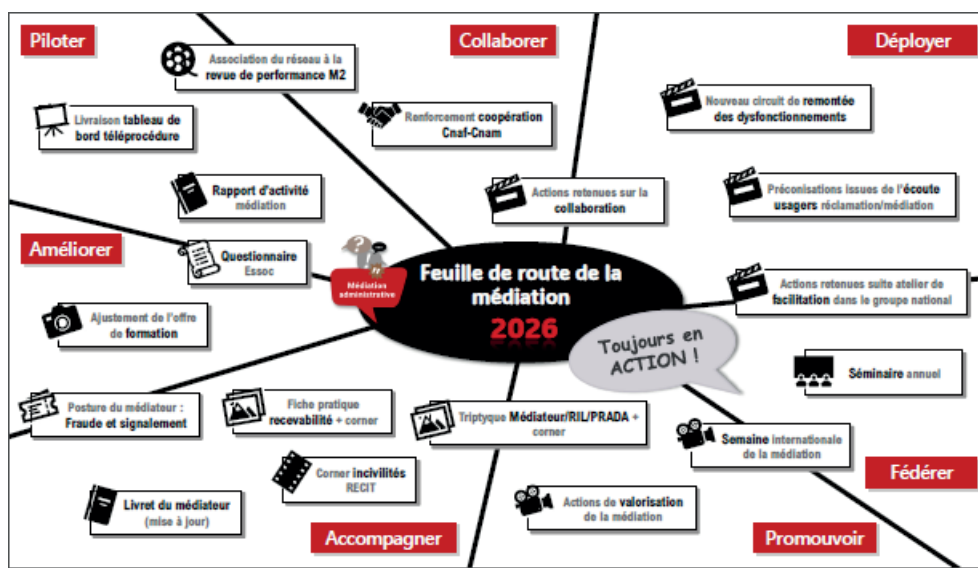 Piloter
Collaborer
Déployer
Association du réseau à la
revue de performance M2
Livraison tableau de
bord téléprocédure
Renforcement coopération
Cnaf-Cnam
Nouveau circuit de remontée
des dysfonctionnements
Rapport d'activité
médiation
Actions retenues sur la
collaboration
Préconisations issues de l'écoute
usagers réclamation/médiation
Améliorer
Questionnaire
Essoc
?
Médiation
administrative
Feuille de route de la
médiation
2026
Toujours en
ACTION !
Actions retenues suite atelier de
facilitation dans le groupe national
Ajustement de l'offre
de formation
Séminaire annuel
Posture du médiateur :
Fraude et signalement
Fiche pratique
recevabilité + corner
Triptyque Médiateur/RIL/PRADA +
corner
Semaine internationale
de la médiation
Corner incivilités
RECIT
Fédérer
Livret du médiateur
(mise à jour)
Actions de valorisation
de la médiation
Accompagner
Promouvoir